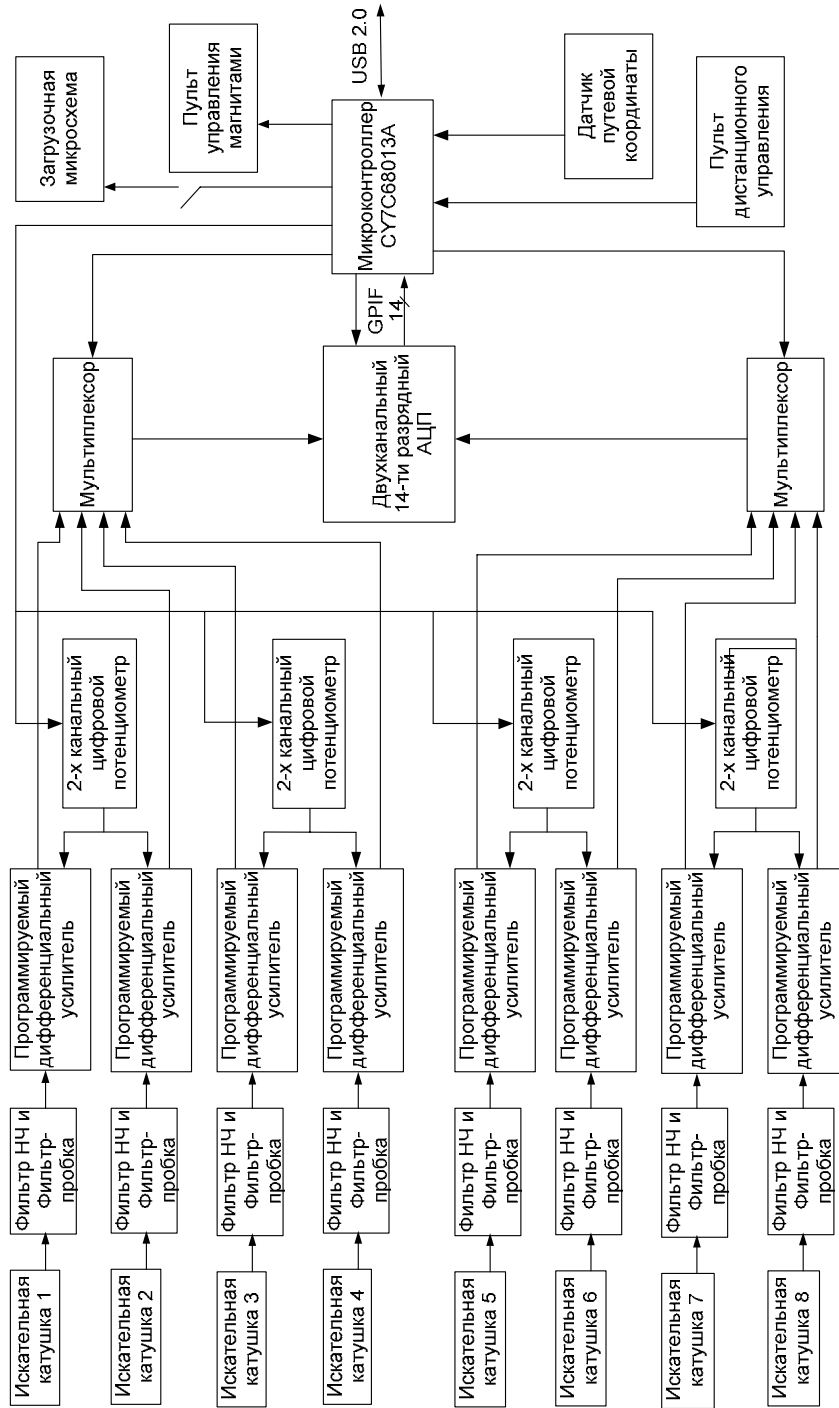 Искательная
катушка 1
Фильтр НЧ и
Фильтр-
пробка
Программируемый
дифференциальный
усилитель
Искательная
катушка 2
Фильтр НЧ и
Фильтр-
пробка
Программируемый
дифференциальный
усилитель
2-х канальный
цифровой
потенциометр
Искательная
катушка 3
Фильтр НЧ и
Фильтр-
пробка
Программируемый
дифференциальный
усилитель
Искательная
катушка 4
Фильтр НЧ и
Фильтр-
пробка
Программируемый
дифференциальный
усилитель
2-х канальный
цифровой
потенциометр
Искательная
катушка 5
Фильтр НЧ и
Фильтр-
пробка
Программируемый
дифференциальный
усилитель
Искательная
катушка 6
Фильтр НЧ и
Фильтр-
пробка
Программируемый
дифференциальный
усилитель
2-х канальный
цифровой
потенциометр
Искательная
катушка 7
Фильтр НЧ и
Фильтр-
пробка
Программируемый
дифференциальный
усилитель
Искательная
катушка 8
Фильтр НЧ и
Фильтр-
пробка
Программируемый
дифференциальный
усилитель
2-х канальный
цифровой
потенциометр
Мультиплексор
Двухканальный
14-ти разрядный
АЦП
Мультиплексор
GPIF
14
Загрузочная
микросхема
Пульт
управления
магнитами
Микроконтроллер
CY7C68013A
USB 2.0
Датчик
путевой
координаты
Пульт
дистанционного
управления